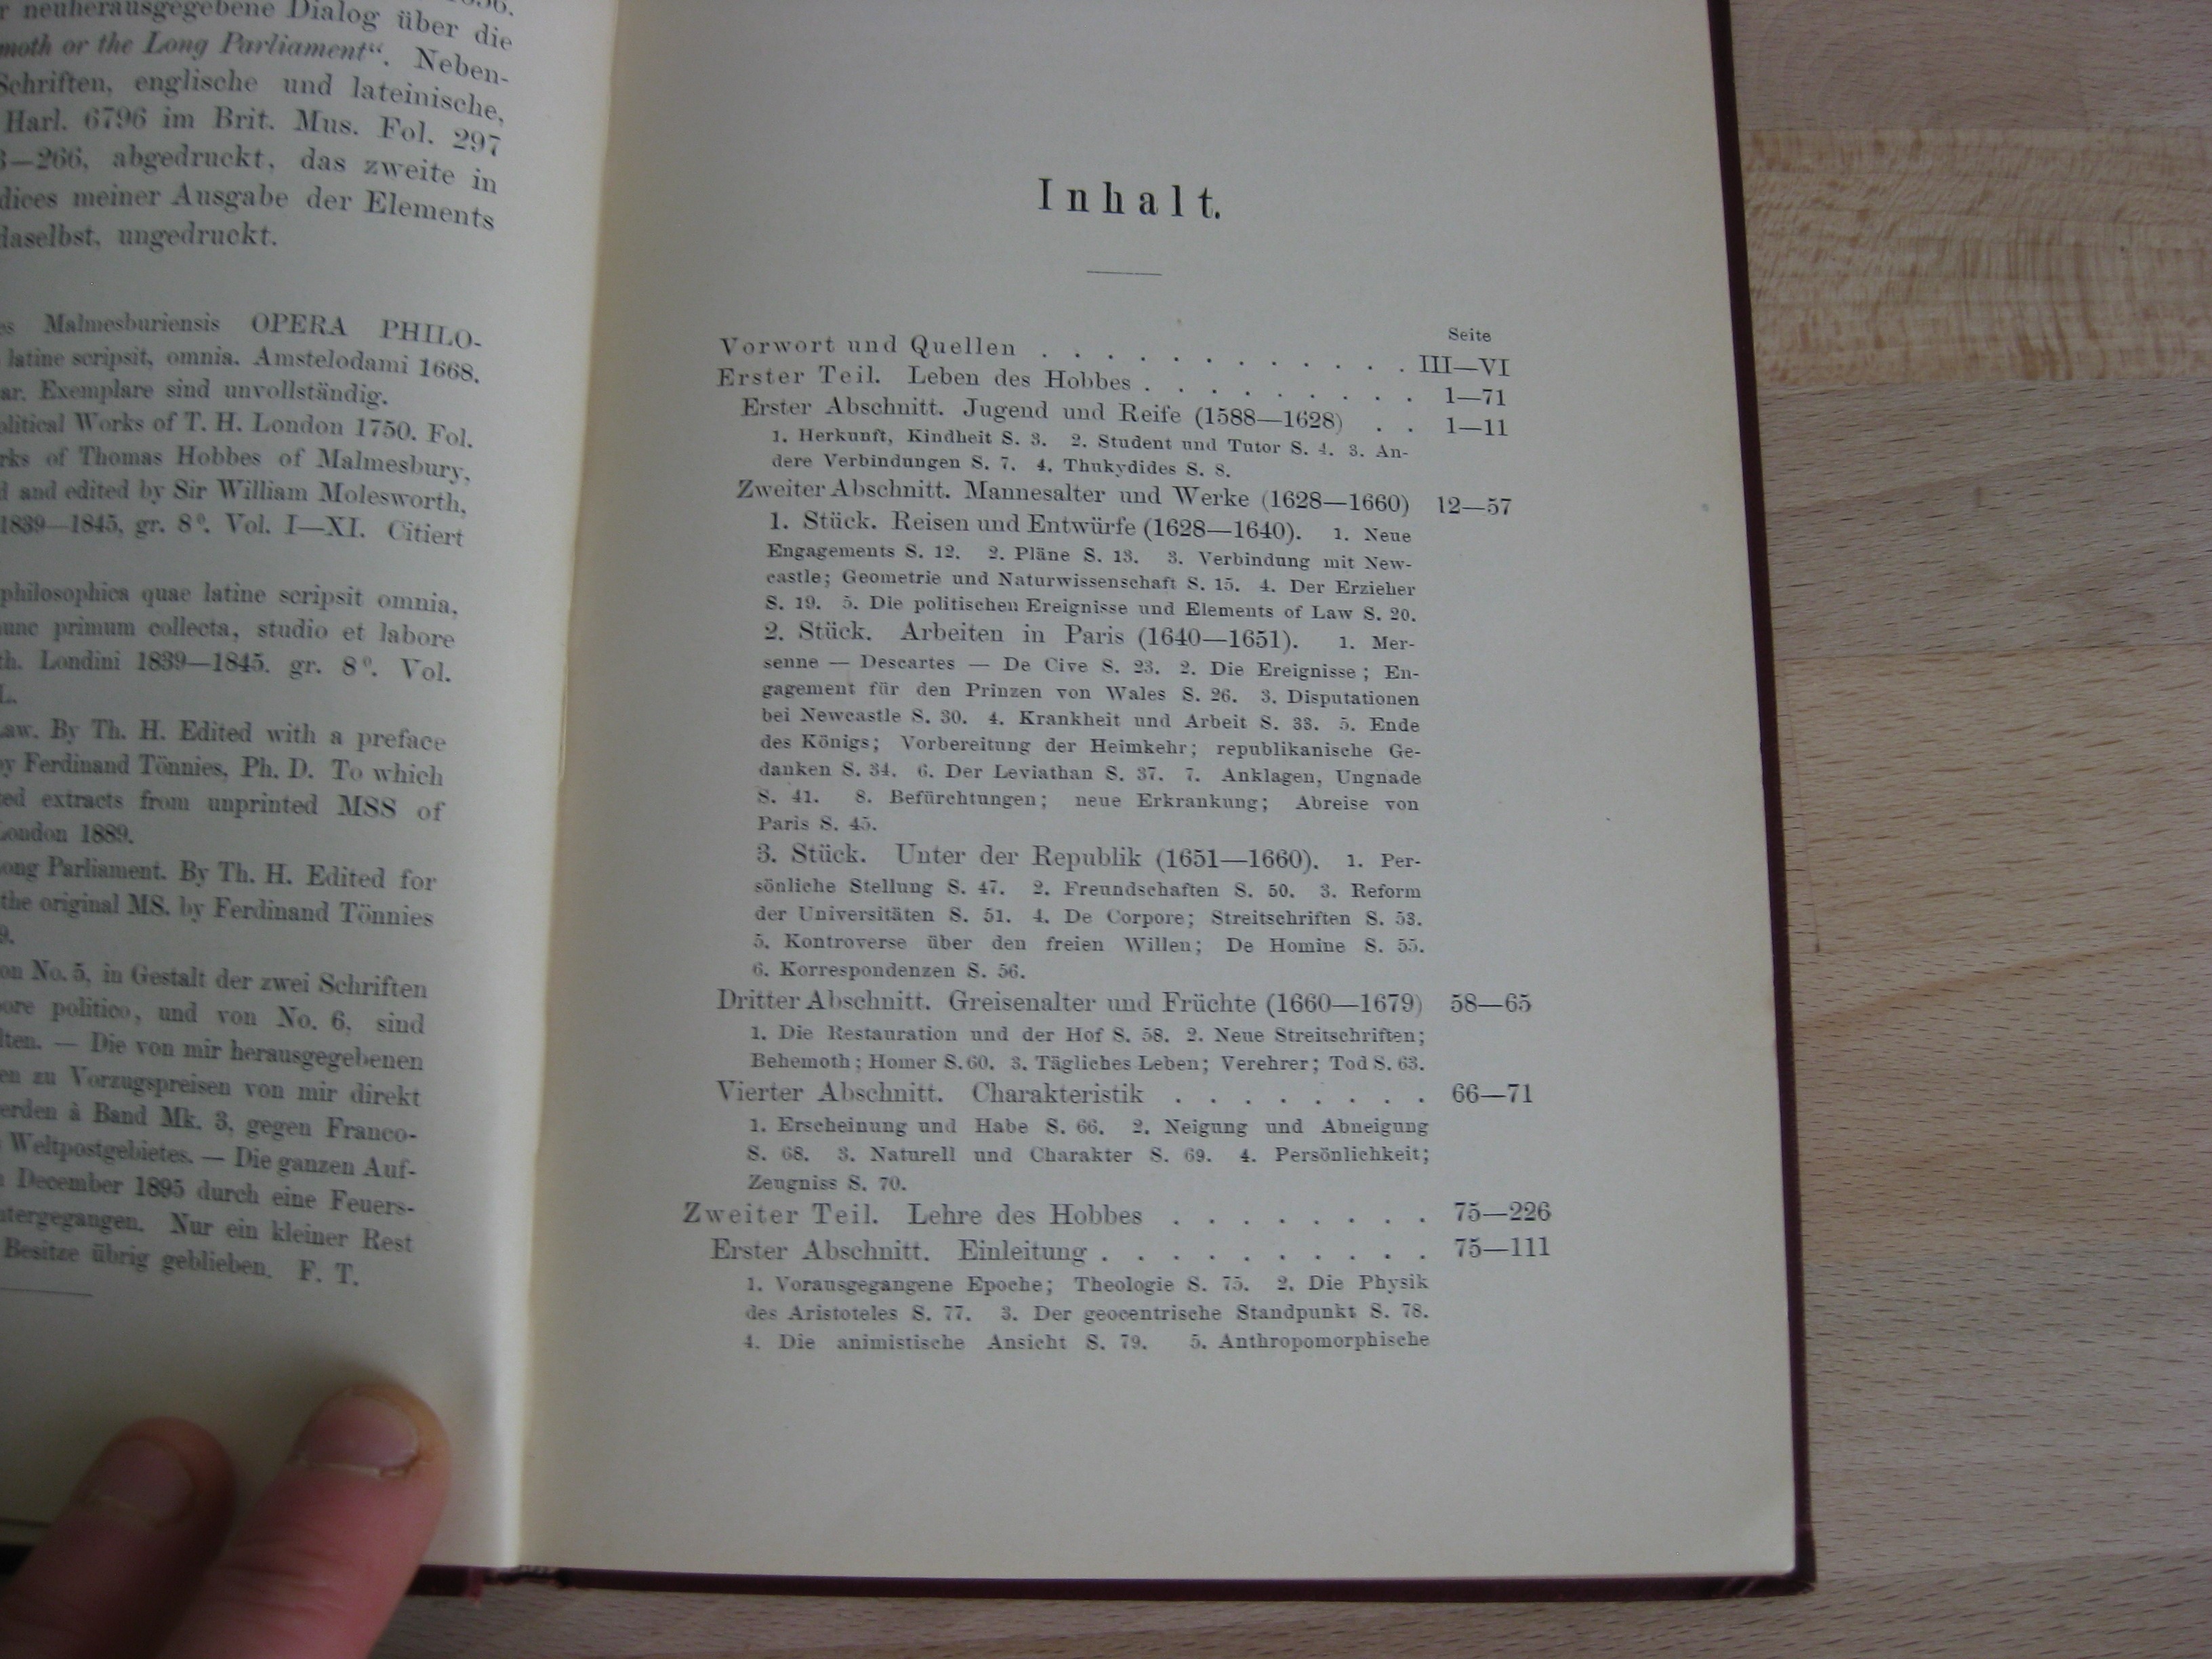 neuherausgegebene Dialog über die
or the Long Parliament“. Neben-
Schriften, englische und lateinische,
Harl. 6796 im Brit. Mus. Fol. 297
—266, abgedruckt, das zweite in
meiner Ausgabe der Elements
daselbst, ungedruckt.
Malmesburiensis OPERA PHILO-
latine scripsit, omnia. Amstelodami 1668.
Exemplare sind unvollständig.
Works of T. H. London 1750. Fol.
of Thomas Hobbes of Malmesbury,
and edited by Sir William Molesworth,
1839—1845, gr. 8⁰. Vol. I—XI. Citiert
philosophica quae latine scripsit omnia,
nunc primum collecta, studio et labore
Londini 1839—1845. gr. 8⁰. Vol.
Law. By Th. H. Edited with a preface
by Ferdinand Tönnies, Ph. D. To which
extracts from unprinted MSS of
London 1889.
Long Parliament. By Th. H. Edited for
the original MS. by Ferdinand Tönnies
von No. 5, in Gestalt der zwei Schriften
politico, und von No. 6, sind
— Die von mir herausgegebenen
zu Vorzugspreisen von mir direkt
werden à Band Mk. 3, gegen Franco-
Weltpostgebietes. — Die ganzen Auf-
December 1895 durch eine Feuers-
untergegangen. Nur ein kleiner Rest
Besitze übrig geblieben. F. T.
Inhalt.
Seite
Vorwort und Quellen . . . . . . . . . . . III—VI
Erster Teil. Leben des Hobbes . . . . . . . . 1—71
Erster Abschnitt. Jugend und Reife (1588—1628) . . 1—11
1. Herkunft, Kindheit S. 3. 2. Student und Tutor S. 4. 3. An-
dere Verbindungen S. 7. 4. Thukydides S. 8.
Zweiter Abschnitt. Mannesalter und Werke (1628—1660) 12—57
1. Stück. Reisen und Entwürfe (1628—1640). 1. Neue
Engagements S. 12. 2. Pläne S. 13. 3. Verbindung mit New-
castle; Geometrie und Naturwissenschaft S. 15. 4. Der Erzieher
S. 19. 5. Die politischen Ereignisse und Elements of Law S. 20.
2. Stück. Arbeiten in Paris (1640—1651). 1. Mer-
senne — Descartes — De Cive S. 23. 2. Die Ereignisse; En-
gagement für den Prinzen von Wales S. 26. 3. Disputationen
bei Newcastle S. 30. 4. Krankheit und Arbeit S. 33. 5. Ende
des Königs; Vorbereitung der Heimkehr; republikanische Ge-
danken S. 34. 6. Der Leviathan S. 37. 7. Anklagen, Ungnade
S. 41. 8. Befürchtungen; neue Erkrankung; Abreise von
Paris S. 45.
3. Stück. Unter der Republik (1651—1660). 1. Per-
sönliche Stellung S. 47. 2. Freundschaften S. 50. 3. Reform
der Universitäten S. 51. 4. De Corpore; Streitschriften S. 53.
5. Kontroverse über den freien Willen; De Homine S. 55.
6. Korrespondenzen S. 56.
Dritter Abschnitt. Greisenalter und Früchte (1660—1679) 58—65
1. Die Restauration und der Hof S. 58. 2. Neue Streitschriften;
Behemoth; Homer S. 60. 3. Tägliches Leben; Verehrer; Tod S. 63.
Vierter Abschnitt. Charakteristik . . . . . . . . 66—71
1. Erscheinung und Habe S. 66. 2. Neigung und Abneigung
S. 68. 3. Naturell und Charakter S. 69. 4. Persönlichkeit;
Zeugniss S. 70.
Zweiter Teil. Lehre des Hobbes . . . . . . . . 75—226
Erster Abschnitt. Einleitung . . . . . . . . . . 75—111
1. Vorausgegangene Epoche; Theologie S. 75. 2. Die Physik
des Aristoteles S. 77. 3. Der geocentrische Standpunkt S. 78.
4. Die animistische Ansicht S. 79. 5. Anthropomorphische